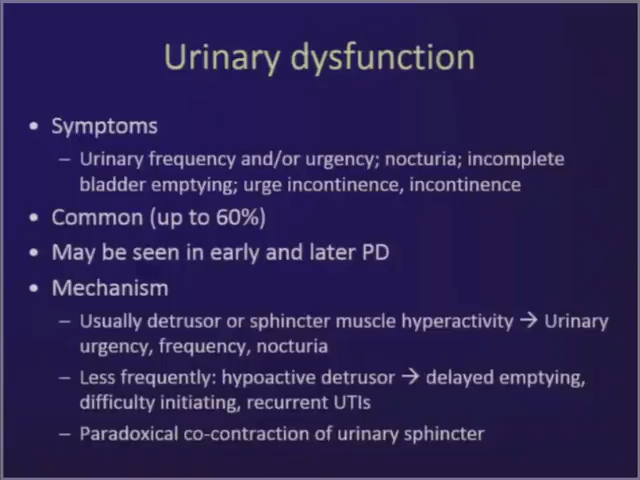 Urinary dysfunction
• Symptoms
– Urinary frequency and/or urgency; nocturia; incomplete
bladder emptying; urge incontinence, incontinence
• Common (up to 60%)
• May be seen in early and later PD
• Mechanism
– Usually detrusor or sphincter muscle hyperactivity → Urinary
urgency, frequency, nocturia
– Less frequently: hypoactive detrusor → delayed emptying,
difficulty initiating, recurrent UTIs
– Paradoxical co-contraction of urinary sphincter